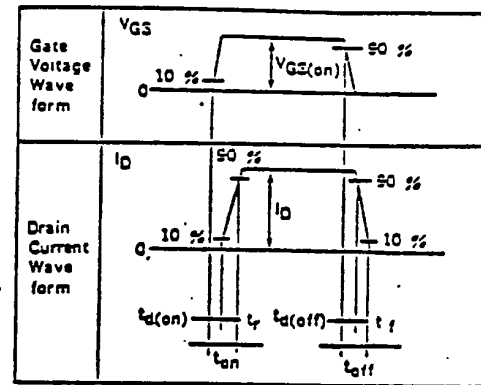 Gate
Voltage
Wave
form
VGS
10 %
0
VGS(on)
90 %
Drain
Current
Wave
form
ID
90 %
10 %
0
ID
90 %
10 %
td(on)
tr
td(off)
tf
ton
toff